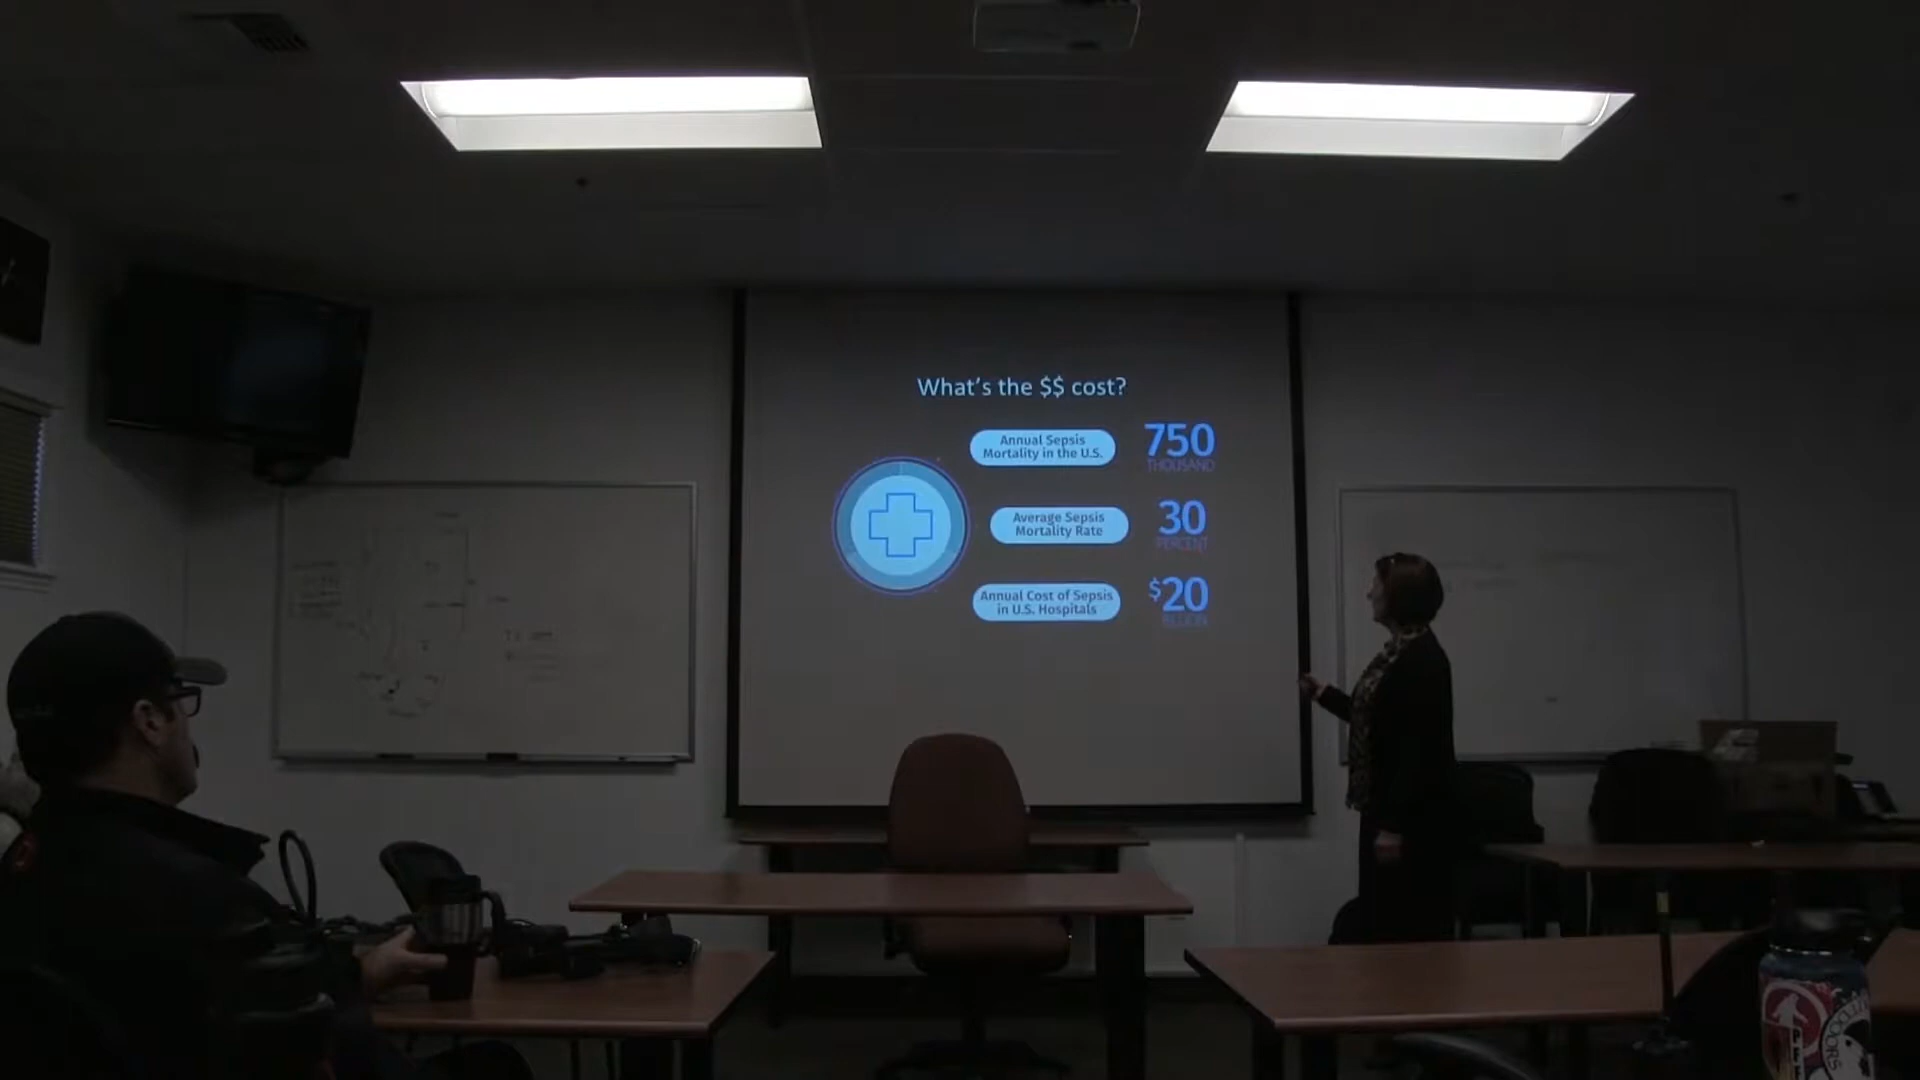 What's the $$ cost?
Annual Sepsis
Mortality in the U.S.
750
THOUSAND
Average Sepsis
Mortality Rate
30
PERCENT
Annual Cost of Sepsis
in U.S. Hospitals
$20
BILLION